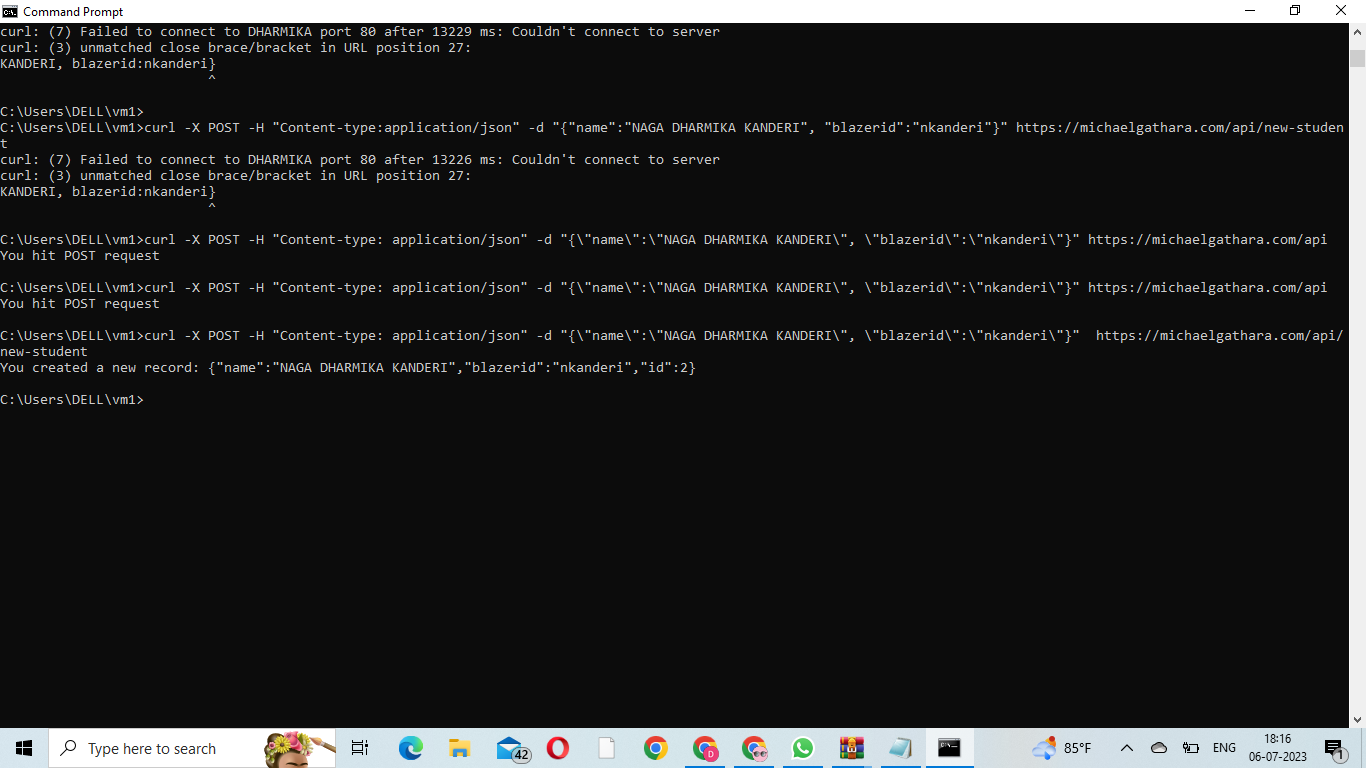 Command Prompt
curl: (7) Failed to connect to DHARMIKA port 80 after 13229 ms: Couldn't connect to server
curl: (3) unmatched close brace/bracket in URL position 27:
KANDERI, blazerid:nkanderi}
^
C:\Users\DELL\vm1>
C:\Users\DELL\vm1>curl -X POST -H "Content-type:application/json" -d "{"name":"NAGA DHARMIKA KANDERI", "blazerid":"nkanderi"}" https://michaelgathara.com/api/new-studen
t
curl: (7) Failed to connect to DHARMIKA port 80 after 13226 ms: Couldn't connect to server
curl: (3) unmatched close brace/bracket in URL position 27:
KANDERI, blazerid:nkanderi}
^
C:\Users\DELL\vm1>curl -X POST -H "Content-type: application/json" -d "{\"name\":\"NAGA DHARMIKA KANDERI\", \"blazerid\":\"nkanderi\"}" https://michaelgathara.com/api
You hit POST request
C:\Users\DELL\vm1>curl -X POST -H "Content-type: application/json" -d "{\"name\":\"NAGA DHARMIKA KANDERI\", \"blazerid\":\"nkanderi\"}" https://michaelgathara.com/api
You hit POST request
C:\Users\DELL\vm1>curl -X POST -H "Content-type: application/json" -d "{\"name\":\"NAGA DHARMIKA KANDERI\", \"blazerid\":\"nkanderi\"}"  https://michaelgathara.com/api/
new-student
You created a new record: {"name":"NAGA DHARMIKA KANDERI","blazerid":"nkanderi","id":2}
C:\Users\DELL\vm1>
Type here to search
42
D
85°F
ENG
18:16
06-07-2023
1